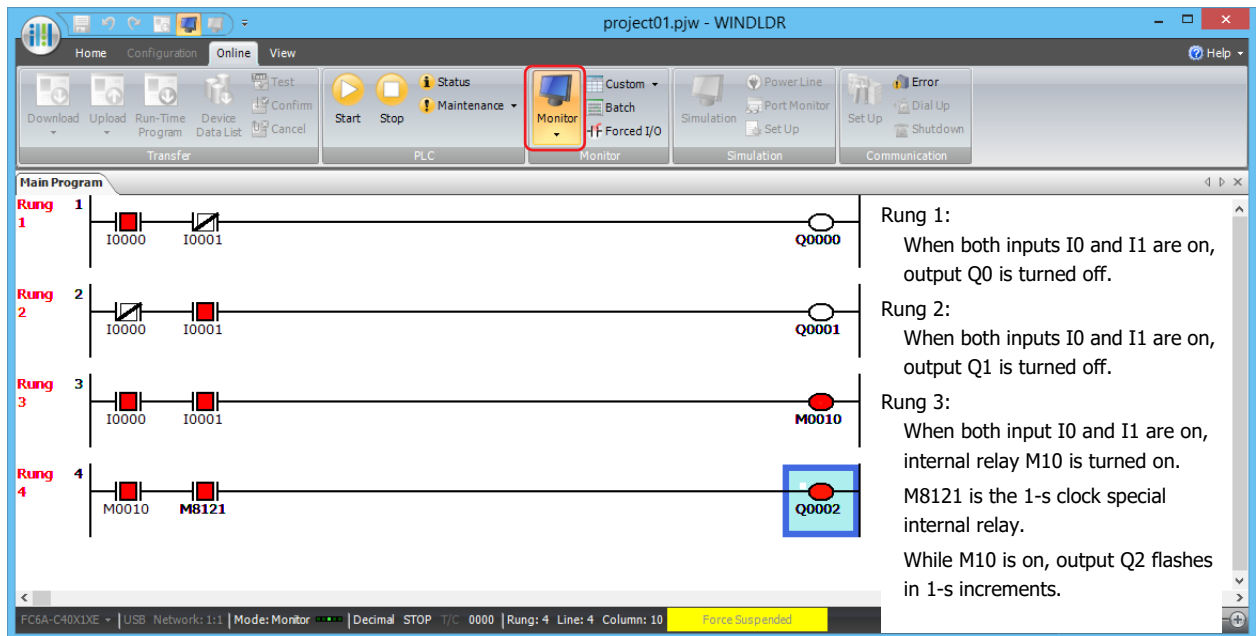 project01.pjw - WINDLDR
Home Configuration Online View
Help
Download
Upload
Run-Time Program
Device Data List
Test
Confirm
Cancel
Transfer
Start
Stop
Status
Maintenance
PLC
Monitor
Custom
Batch
Forced I/O
Monitor
Simulation
Power Line
Port Monitor
Set Up
Simulation
Set Up
Error
Dial Up
Shutdown
Communication
Main Program
Rung 1
1
I0000 I0001 Q0000
Rung 2
2
I0000 I0001 Q0001
Rung 3
3
I0000 I0001 M0010
Rung 4
4
M0010 M8121 Q0002
Rung 1:
When both inputs I0 and I1 are on,
output Q0 is turned off.
Rung 2:
When both inputs I0 and I1 are on,
output Q1 is turned off.
Rung 3:
When both input I0 and I1 are on,
internal relay M10 is turned on.
M8121 is the 1-s clock special
internal relay.
While M10 is on, output Q2 flashes
in 1-s increments.
FC6A-C40X1XE USB Network: 1:1 Mode: Monitor Decimal STOP T/C 0000 Rung: 4 Line: 4 Column: 10 Force Suspended